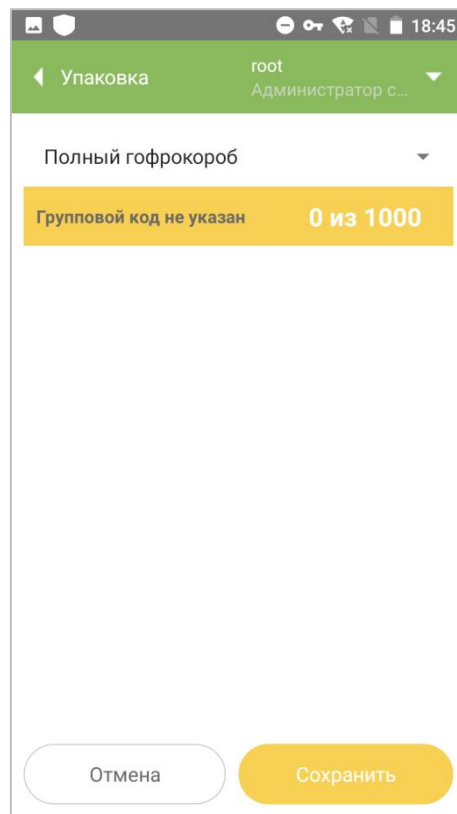 18:45
Упаковка
root
Администратор с...
Полный гофрокороб
Групповой код не указан 0 из 1000
Отмена Сохранить